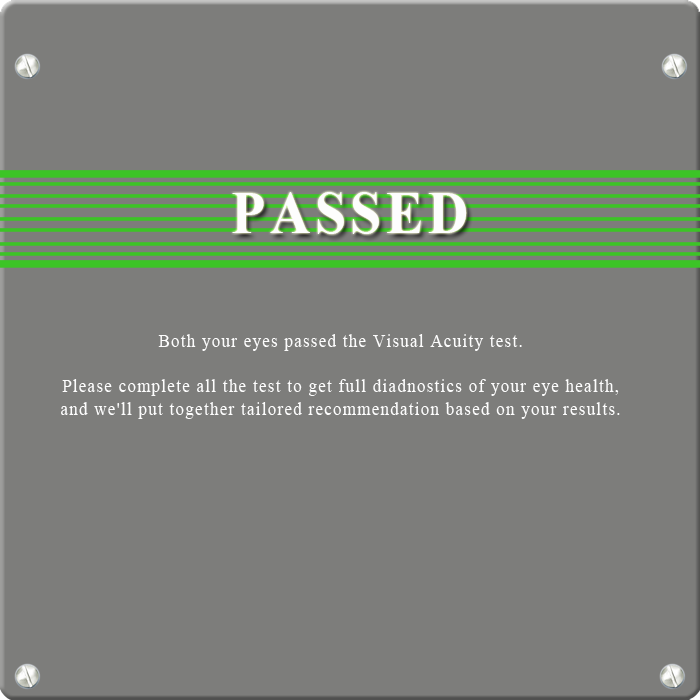 PASSED
Both your eyes passed the Visual Acuity test.
Please complete all the test to get full diadnostics of your eye health,
and we'll put together tailored recommendation based on your results.